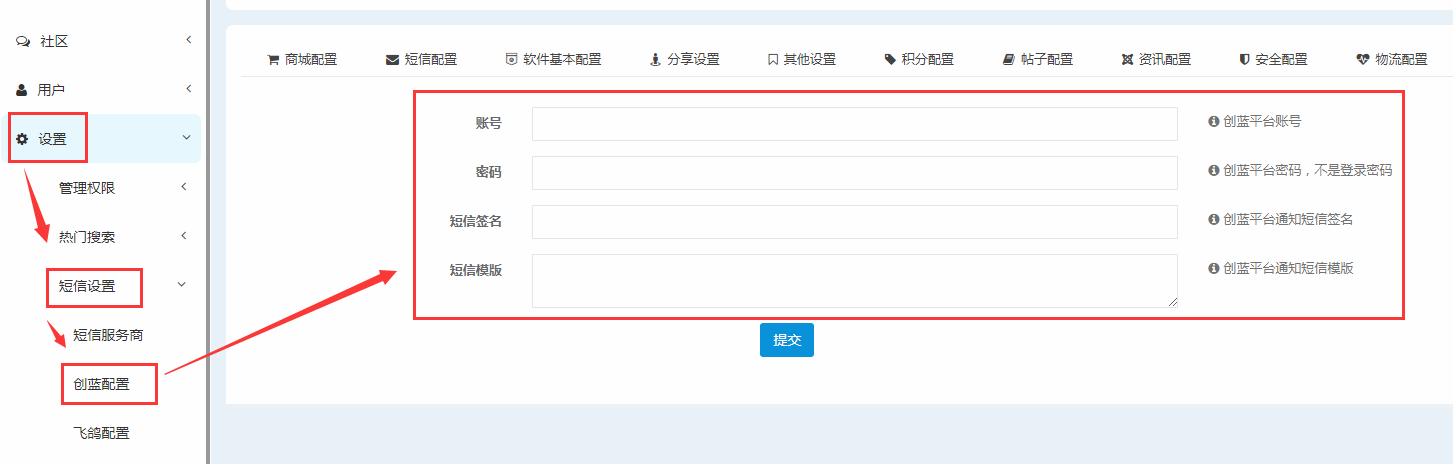 社区
用户
设置
管理权限
热门搜索
短信设置
短信服务商
创蓝配置
飞鸽配置
商城配置 短信配置 软件基本配置 分享设置 其他设置 积分配置 帖子配置 资讯配置 安全配置 物流配置
账号 创蓝平台账号
密码 创蓝平台密码，不是登录密码
短信签名 创蓝平台通知短信签名
短信模版 创蓝平台通知短信模版
提交